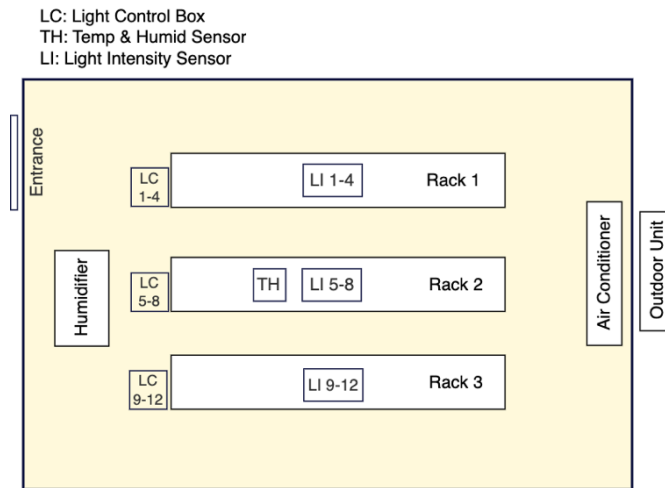 LC: Light Control Box
TH: Temp & Humid Sensor
LI: Light Intensity Sensor
Entrance
LC
1-4
LI 1-4
Rack 1
Humidifier
LC
5-8
TH
LI 5-8
Rack 2
Air Conditioner
Outdoor Unit
LC
9-12
LI 9-12
Rack 3